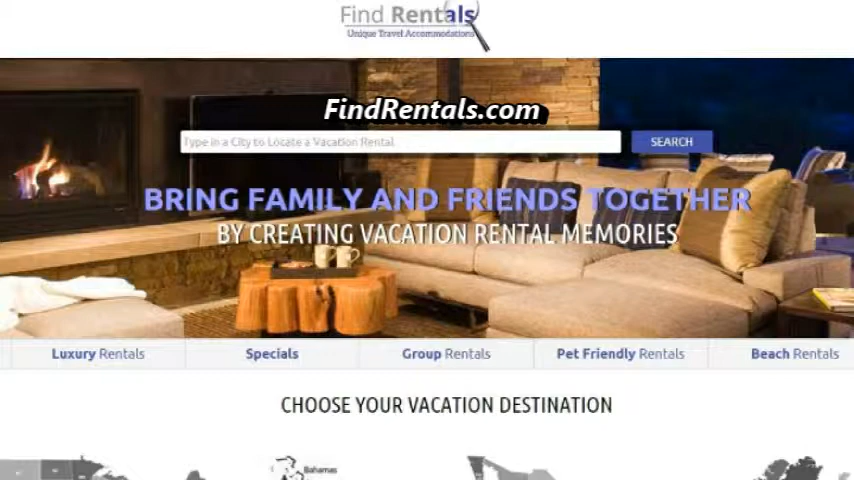 Find Rentals
Unique Travel Accommodations
FindRentals.com
Type in a City to Locate a Vacation Rental
SEARCH
BRING FAMILY AND FRIENDS TOGETHER
BY CREATING VACATION RENTAL MEMORIES
Luxury Rentals
Specials
Group Rentals
Pet Friendly Rentals
Beach Rentals
CHOOSE YOUR VACATION DESTINATION
Bahamas